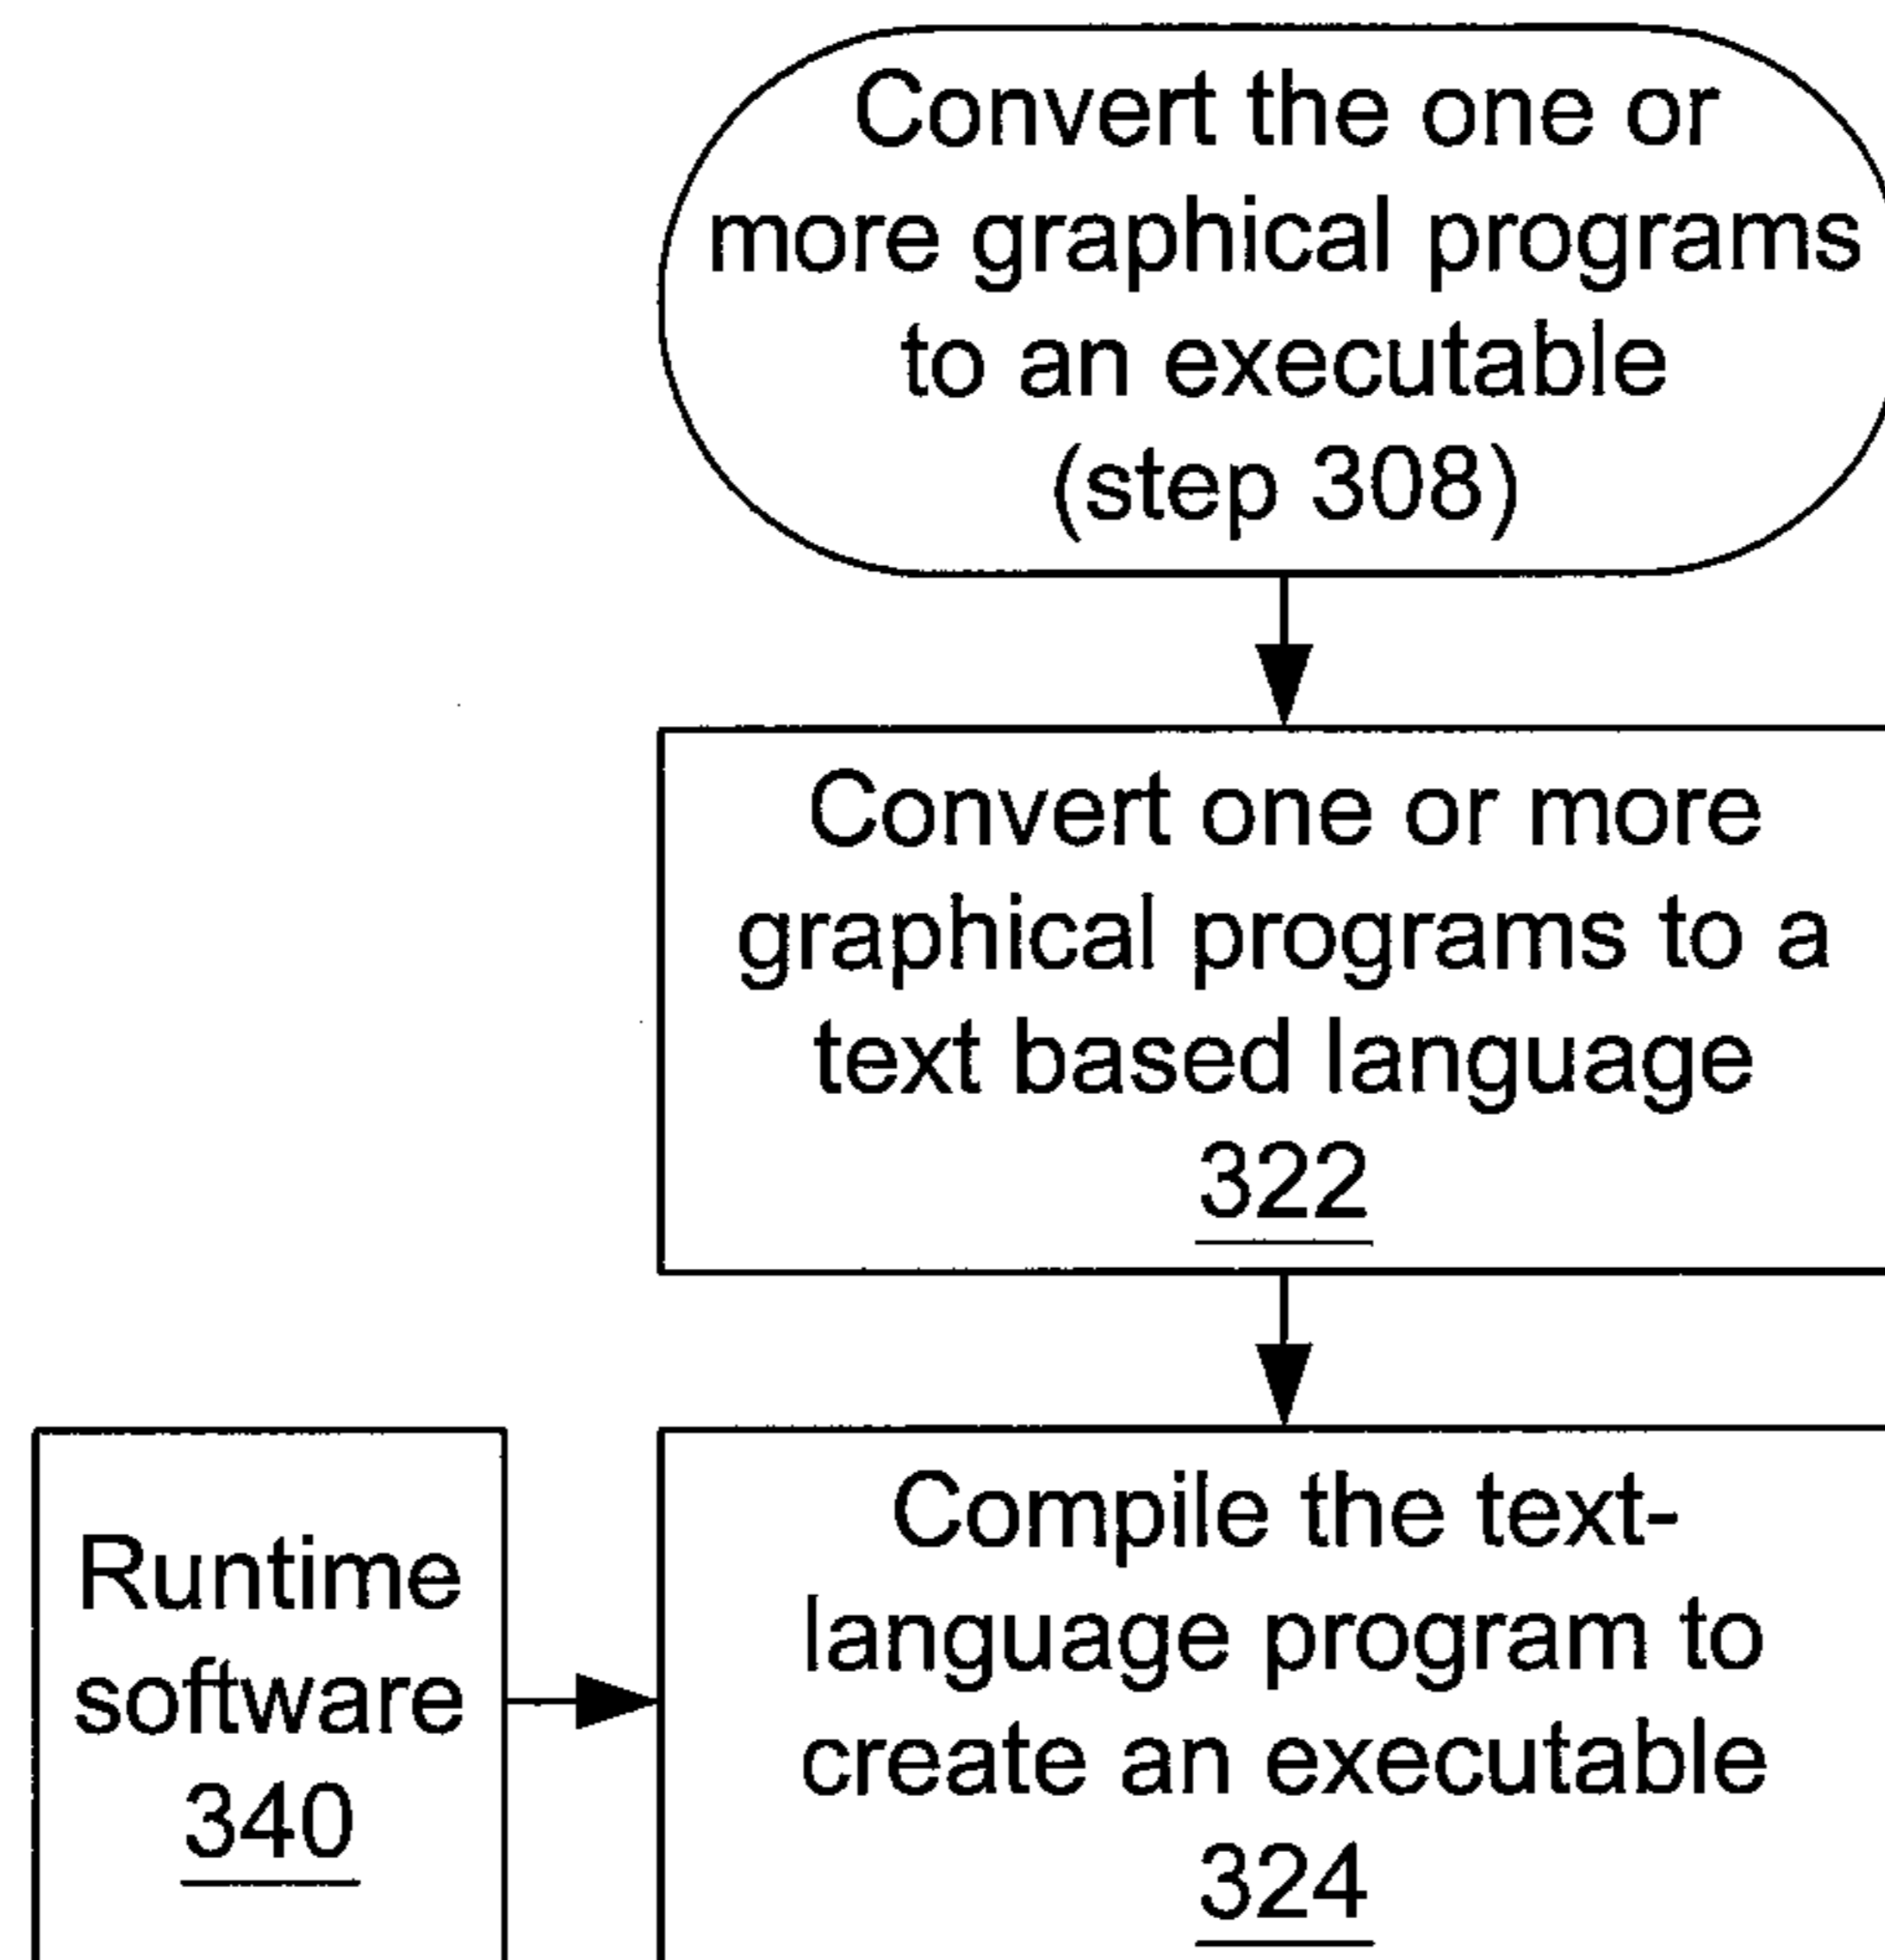 Convert the one or
more graphical programs
to an executable
(step 308)
Convert one or more
graphical programs to a
text based language
322
Runtime
software
340
Compile the text-
language program to
create an executable
324